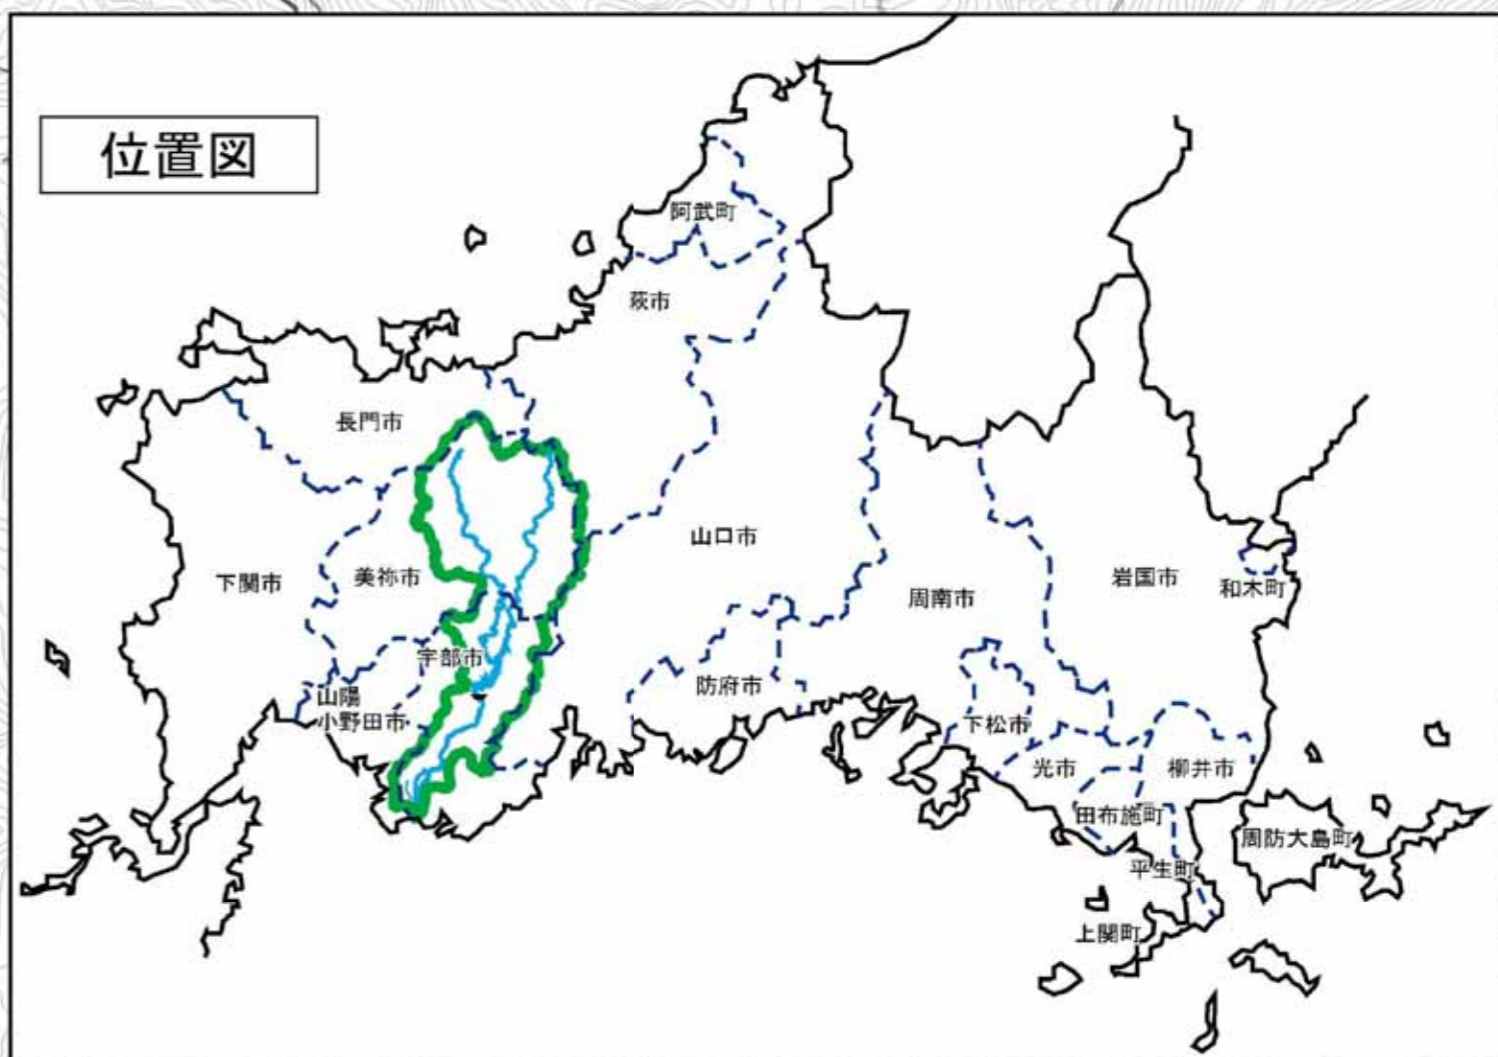 位置図
阿武町
萩市
長門市
山口市
下関市
美祢市
岩国市
和木町
周南市
宇部市
防府市
山陽
小野田市
下松市
光市
柳井市
田布施町
周防大島町
平生町
上関町